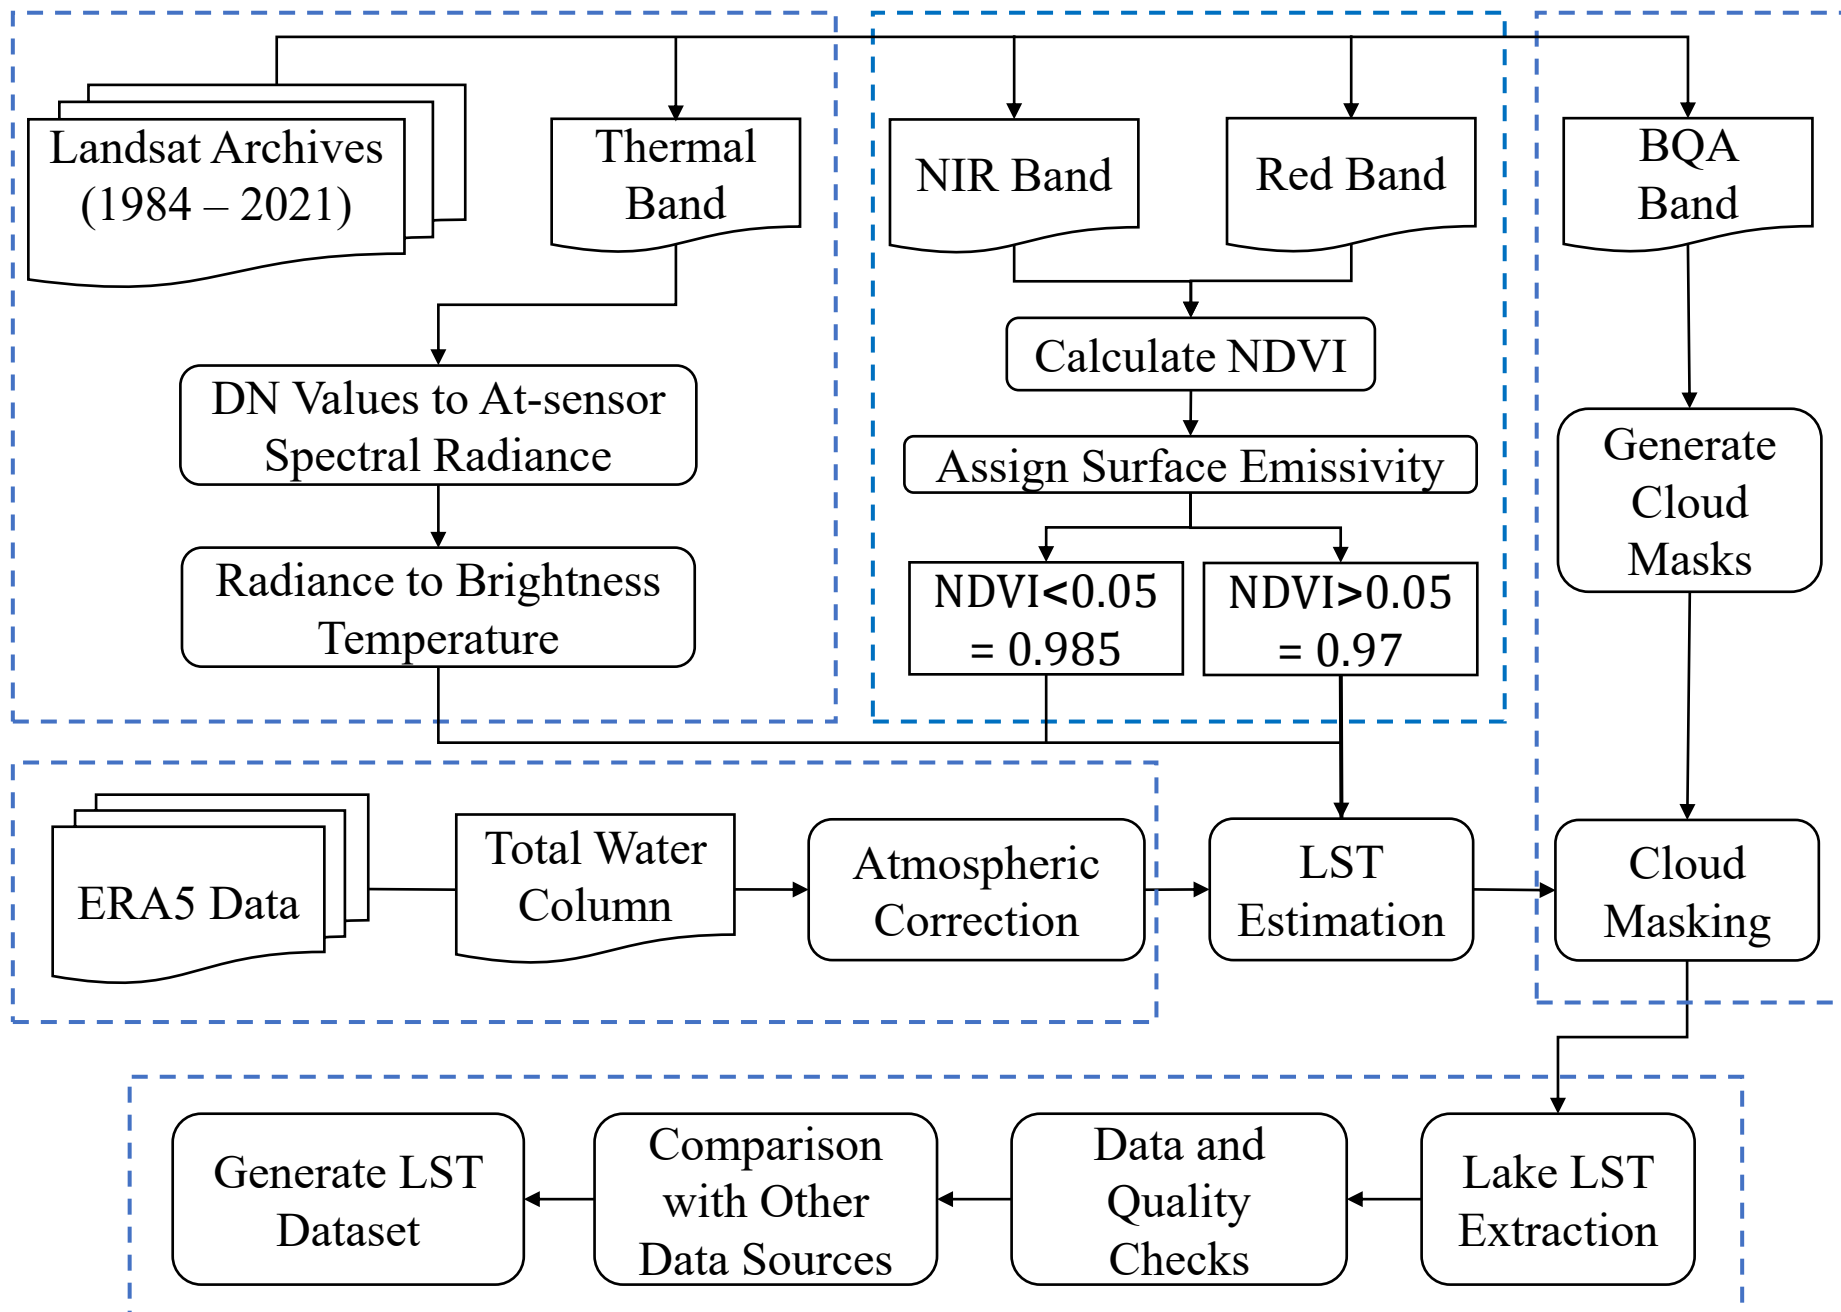 Landsat Archives
(1984 – 2021)
Thermal
Band
NIR Band
Red Band
BQA
Band
DN Values to At-sensor
Spectral Radiance
Radiance to Brightness
Temperature
Calculate NDVI
Assign Surface Emissivity
NDVI<0.05
= 0.985
NDVI>0.05
= 0.97
Generate
Cloud
Masks
ERA5 Data
Total Water
Column
Atmospheric
Correction
LST
Estimation
Cloud
Masking
Generate LST
Dataset
Comparison
with Other
Data Sources
Data and
Quality
Checks
Lake LST
Extraction